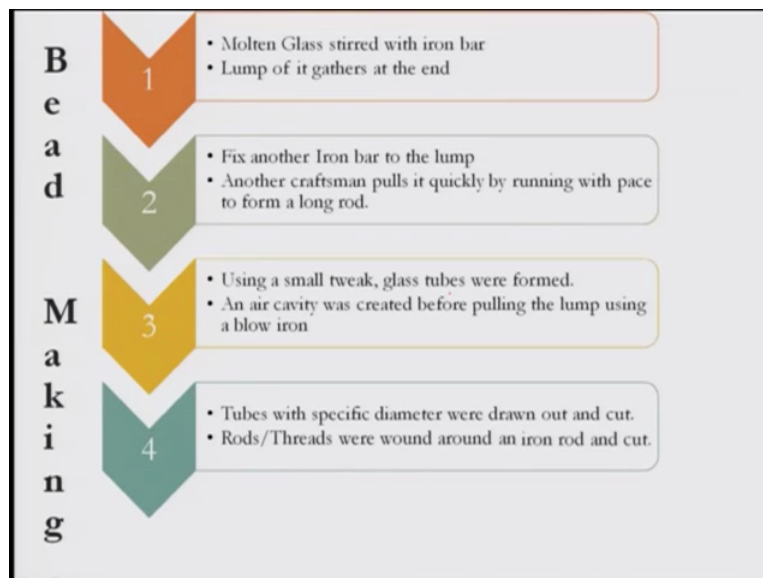 Bead Making
1
• Molten Glass stirred with iron bar
• Lump of it gathers at the end
2
• Fix another Iron bar to the lump
• Another craftsman pulls it quickly by running with pace
to form a long rod.
3
• Using a small tweak, glass tubes were formed.
• An air cavity was created before pulling the lump using
a blow iron
4
• Tubes with specific diameter were drawn out and cut.
• Rods/Threads were wound around an iron rod and cut.